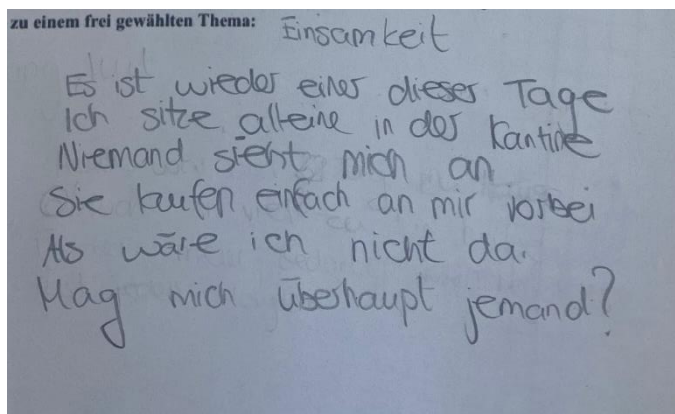 zu einem frei gewählten Thema: Einsamkeit
Es ist wieder einer dieser Tage
Ich sitze alleine in der Kantine
Niemand sieht mich an
Sie laufen einfach an mir vorbei
Als wäre ich nicht da.
Mag mich überhaupt jemand?